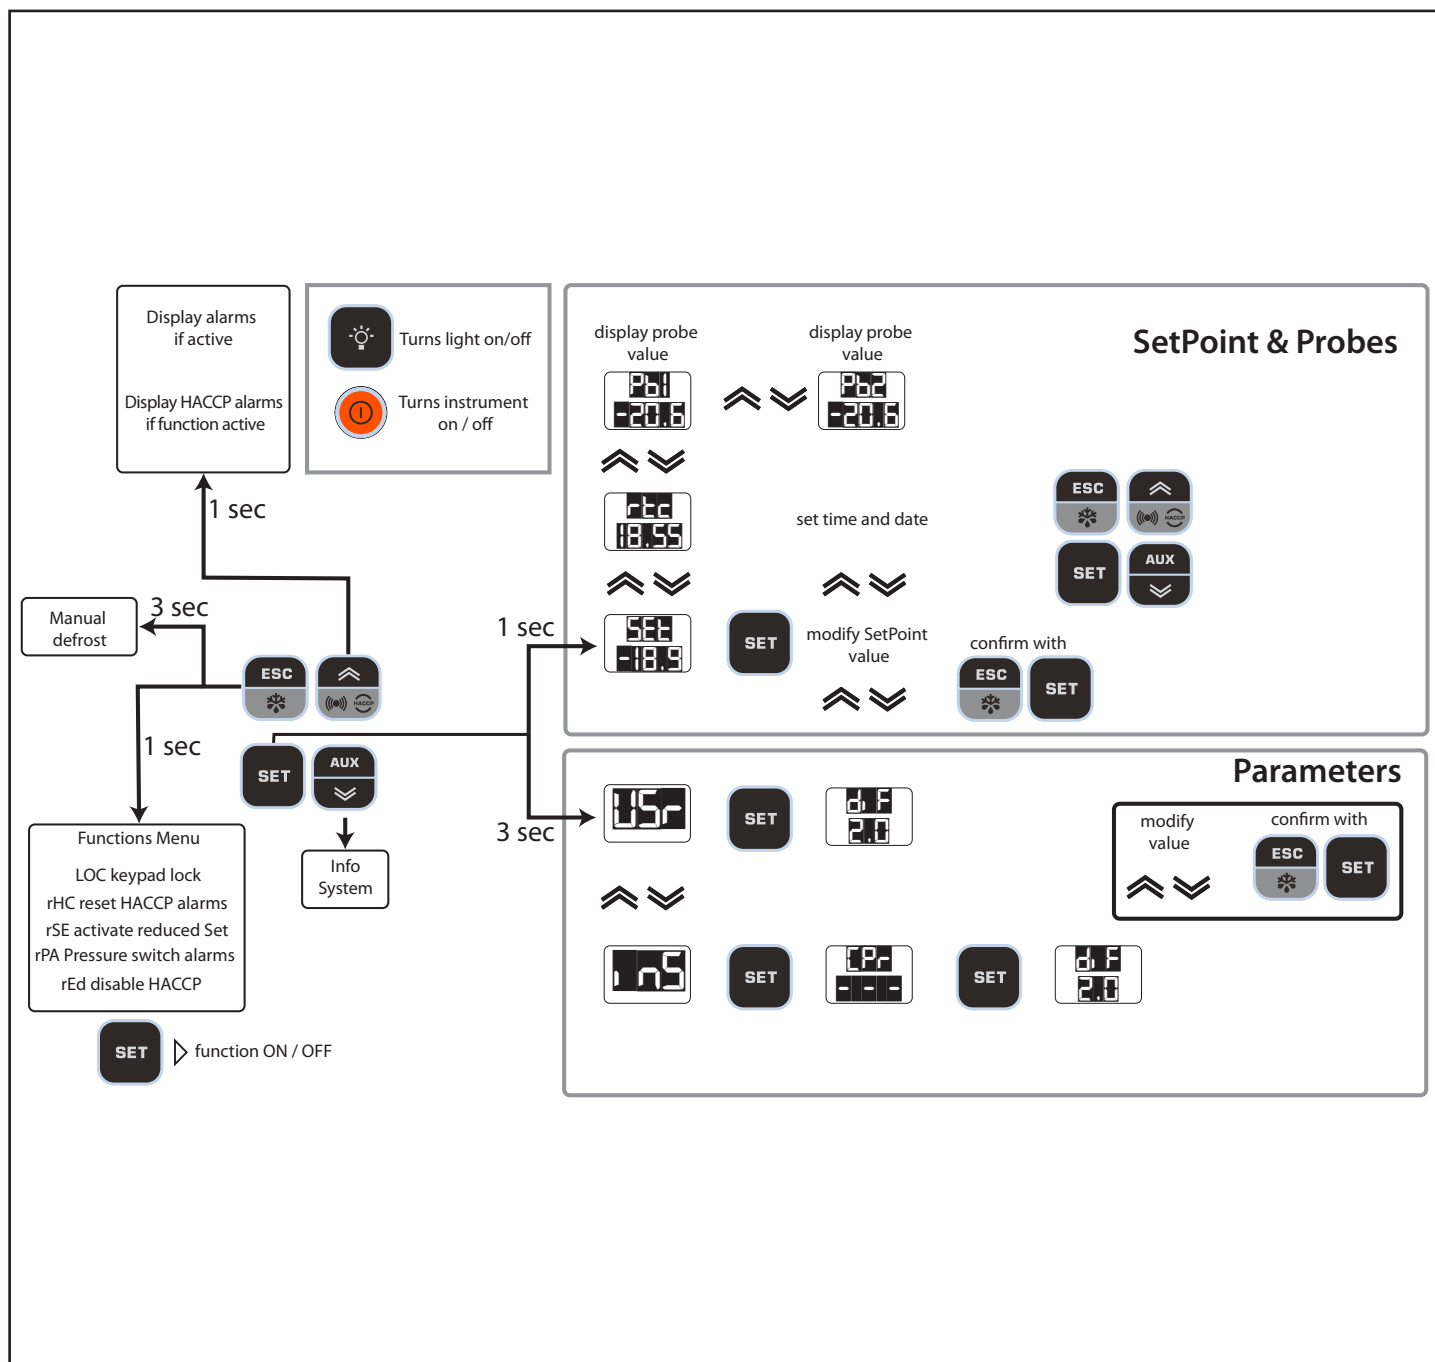 Display alarms
if active
Display HACCP alarms
if function active
1 sec
Turns light on/off
Turns instrument
on / off
SetPoint & Probes
display probe
value
Pb1
-20.6
display probe
value
Pb2
-20.6
rtc
18.55
set time and date
ESC
HACCP
SET
AUX
SEt
-18.9
SET
modify SetPoint
value
confirm with
ESC
SET
3 sec
Manual
defrost
ESC
HACCP
SET
AUX
1 sec
1 sec
3 sec
Functions Menu
LOC keypad lock
rHC reset HACCP alarms
rSE activate reduced Set
rPA Pressure switch alarms
rEd disable HACCP
SET
function ON / OFF
Info
System
Parameters
USr
SET
diF
2.0
modify
value
confirm with
ESC
SET
inS
SET
CPr
---
SET
diF
2.0